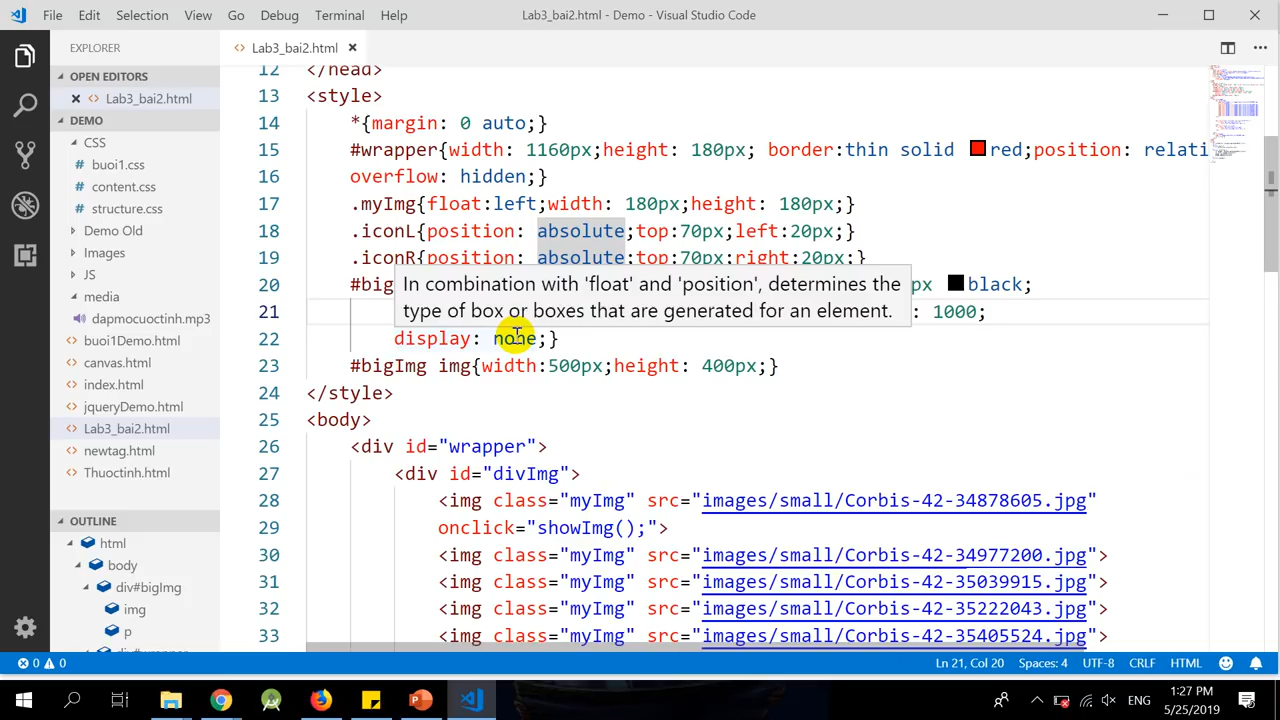 File Edit Selection View Go Debug Terminal Help Lab3_bai2.html - Demo - Visual Studio Code
EXPLORER
Lab3_bai2.html
OPEN EDITORS
Lab3_bai2.html
DEMO
CSS
buoi1.css
content.css
structure.css
Demo Old
Images
JS
media
dapmocuoctinh.mp3
buoi1Demo.html
canvas.html
index.html
jqueryDemo.html
Lab3_bai2.html
newtag.html
Thuoctinh.html
OUTLINE
html
body
div#bigImg
img
p
12 </head>
13 <style>
14 *{margin: 0 auto;}
15 #wrapper{width: 1160px;height: 180px; border:thin solid red;position: relati
16 overflow: hidden;}
17 .myImg{float:left;width: 180px;height: 180px;}
18 .iconL{position: absolute;top:70px;left:20px;}
19 .iconR{position: absolute;top:70px;right:20px;}
20 #big px black;
In combination with 'float' and 'position', determines the
type of box or boxes that are generated for an element.
21 : 1000;
22 display: none;}
23 #bigImg img{width:500px;height: 400px;}
24 </style>
25 <body>
26 <div id="wrapper">
27 <div id="divImg">
28 <img class="myImg" src="images/small/Corbis-42-34878605.jpg"
29 onclick="showImg();">
30 <img class="myImg" src="images/small/Corbis-42-34977200.jpg">
31 <img class="myImg" src="images/small/Corbis-42-35039915.jpg">
32 <img class="myImg" src="images/small/Corbis-42-35222043.jpg">
33 <img class="myImg" src="images/small/Corbis-42-35405524.jpg">
0 0 Ln 21, Col 20 Spaces: 4 UTF-8 CRLF HTML
ENG 1:27 PM
5/25/2019